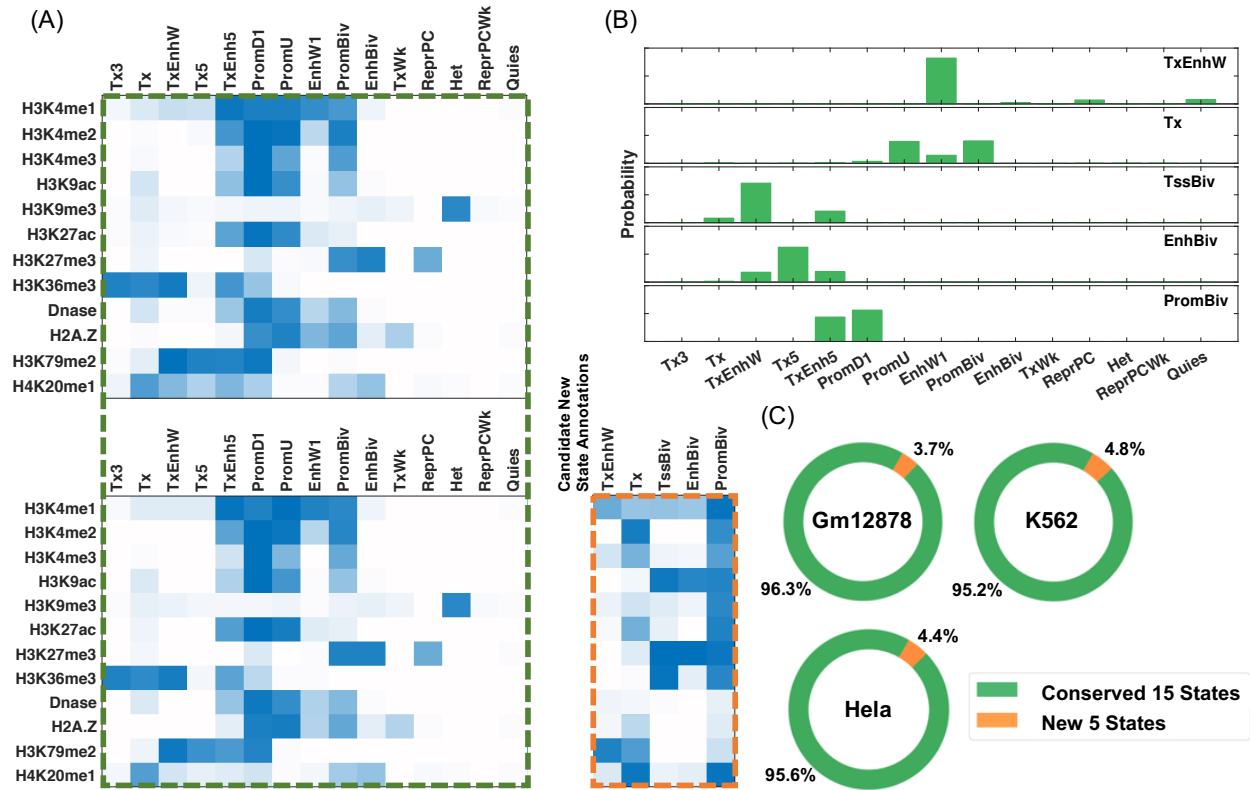 (A)
Tx3
Tx
TxEnhW
Tx5
TxEnh5
PromD1
PromU
EnhW1
PromBiv
EnhBiv
TxWk
ReprPC
Het
ReprPCWk
Quies
H3K4me1
H3K4me2
H3K4me3
H3K9ac
H3K9me3
H3K27ac
H3K27me3
H3K36me3
Dnase
H2A.Z
H3K79me2
H4K20me1
Tx3
Tx
TxEnhW
Tx5
TxEnh5
PromD1
PromU
EnhW1
PromBiv
EnhBiv
TxWk
ReprPC
Het
ReprPCWk
Quies
H3K4me1
H3K4me2
H3K4me3
H3K9ac
H3K9me3
H3K27ac
H3K27me3
H3K36me3
Dnase
H2A.Z
H3K79me2
H4K20me1
Candidate New
State Annotations
TxEnhW
Tx
TssBiv
EnhBiv
PromBiv
(B)
Probability
TxEnhW
Tx
TssBiv
EnhBiv
PromBiv
Tx3
Tx
TxEnhW
Tx5
TxEnh5
PromD1
PromU
EnhW1
PromBiv
EnhBiv
TxWk
ReprPC
Het
ReprPCWk
Quies
(C)
3.7%
Gm12878
96.3%
4.8%
K562
95.2%
4.4%
Hela
95.6%
Conserved 15 States
New 5 States